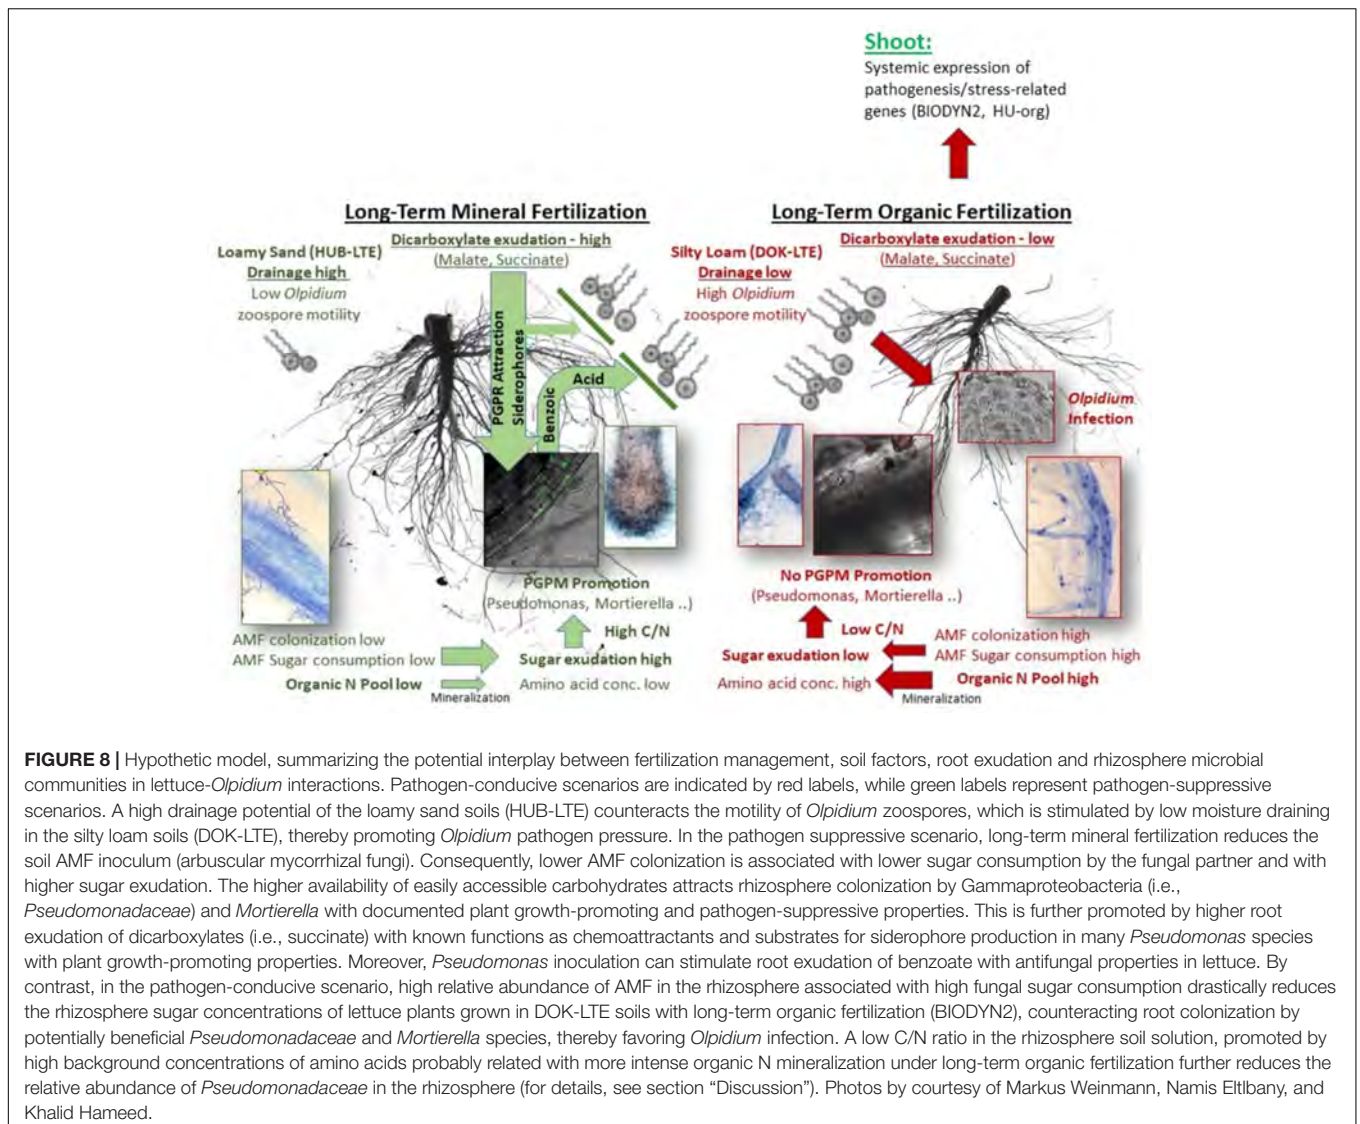 Shoot:
Systemic expression of
pathogenesis/stress-related
genes (BIODYN2, HU-org)
Long-Term Mineral Fertilization
Loamy Sand (HUB-LTE)
Drainage high
Low Olpidium
zoospore motility
Dicarboxylate exudation - high
(Malate, Succinate)
PGPR Attraction
Siderophores
Benzoic
Acid
PGPM Promotion
(Pseudomonas, Mortierella ..)
High C/N
AMF colonization low
AMF Sugar consumption low
Sugar exudation high
Organic N Pool low
Mineralization
Amino acid conc. low
Long-Term Organic Fertilization
Silty Loam (DOK-LTE)
Drainage low
High Olpidium
zoospore motility
Dicarboxylate exudation - low
(Malate, Succinate)
Olpidium
Infection
No PGPM Promotion
(Pseudomonas, Mortierella ..)
Low C/N
AMF colonization high
AMF Sugar consumption high
Sugar exudation low
Amino acid conc. high
Organic N Pool high
Mineralization
FIGURE 8 | Hypothetic model, summarizing the potential interplay between fertilization management, soil factors, root exudation and rhizosphere microbial
communities in lettuce-Olpidium interactions. Pathogen-conducive scenarios are indicated by red labels, while green labels represent pathogen-suppressive
scenarios. A high drainage potential of the loamy sand soils (HUB-LTE) counteracts the motility of Olpidium zoospores, which is stimulated by low moisture draining
in the silty loam soils (DOK-LTE), thereby promoting Olpidium pathogen pressure. In the pathogen suppressive scenario, long-term mineral fertilization reduces the
soil AMF inoculum (arbuscular mycorrhizal fungi). Consequently, lower AMF colonization is associated with lower sugar consumption by the fungal partner and with
higher sugar exudation. The higher availability of easily accessible carbohydrates attracts rhizosphere colonization by Gammaproteobacteria (i.e.,
Pseudomonadaceae) and Mortierella with documented plant growth-promoting and pathogen-suppressive properties. This is further promoted by higher root
exudation of dicarboxylates (i.e., succinate) with known functions as chemoattractants and substrates for siderophore production in many Pseudomonas species
with plant growth-promoting properties. Moreover, Pseudomonas inoculation can stimulate root exudation of benzoate with antifungal properties in lettuce. By
contrast, in the pathogen-conducive scenario, high relative abundance of AMF in the rhizosphere associated with high fungal sugar consumption drastically reduces
the rhizosphere sugar concentrations of lettuce plants grown in DOK-LTE soils with long-term organic fertilization (BIODYN2), counteracting root colonization by
potentially beneficial Pseudomonadaceae and Mortierella species, thereby favoring Olpidium infection. A low C/N ratio in the rhizosphere soil solution, promoted by
high background concentrations of amino acids probably related with more intense organic N mineralization under long-term organic fertilization further reduces the
relative abundance of Pseudomonadaceae in the rhizosphere (for details, see section “Discussion”). Photos by courtesy of Markus Weinmann, Namis Eltlbany, and
Khalid Hameed.